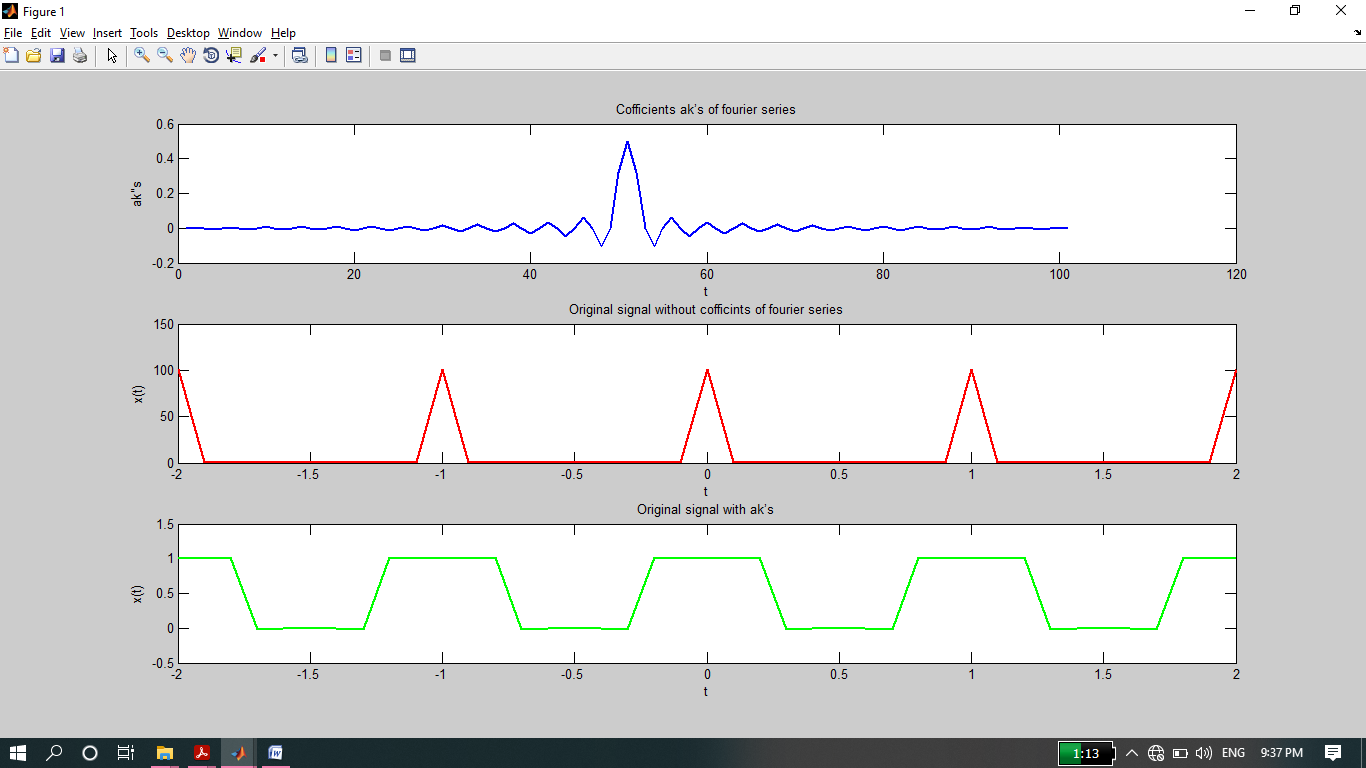 Figure 1
File Edit View Insert Tools Desktop Window Help
Cofficients ak's of fourier series
0.6
0.4
0.2
0
-0.2
ak"s
0 20 40 60 80 100 120
t
Original signal without cofficints of fourier series
150
100
50
0
x(t)
-2 -1.5 -1 -0.5 0 0.5 1 1.5 2
t
Original signal with ak's
1.5
1
0.5
0
-0.5
x(t)
-2 -1.5 -1 -0.5 0 0.5 1 1.5 2
t
1:13 ENG 9:37 PM